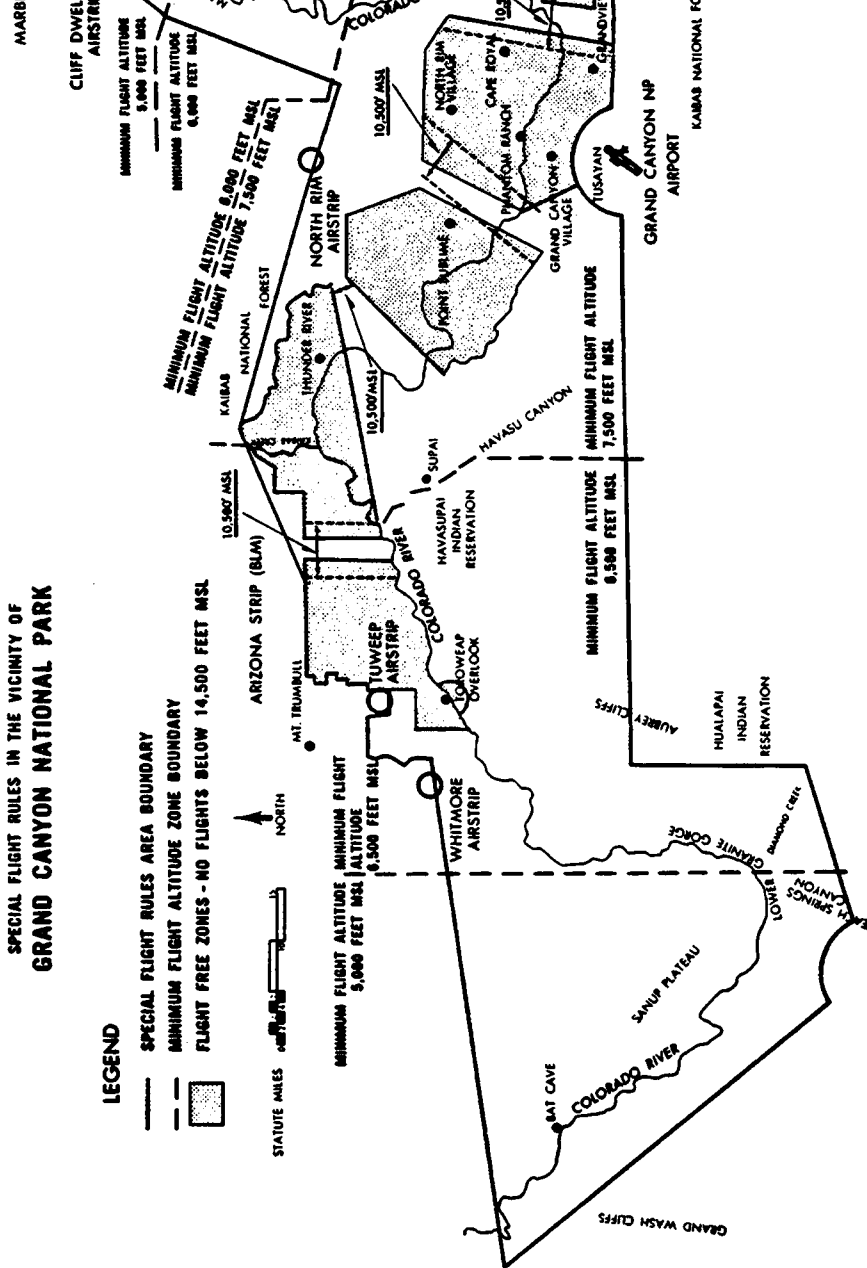 SPECIAL FLIGHT RULES IN THE VICINITY OF
GRAND CANYON NATIONAL PARK
LEGEND
SPECIAL FLIGHT RULES AREA BOUNDARY
MINIMUM FLIGHT ALTITUDE ZONE BOUNDARY
FLIGHT FREE ZONES - NO FLIGHTS BELOW 14,500 FEET MSL
STATUTE MILES
NORTH
MINIMUM FLIGHT ALTITUDE
5,000 FEET MSL
MINIMUM FLIGHT
ALTITUDE
6,500 FEET MSL
ARIZONA STRIP (BLM)
MT. TRUMBULL
TUWEEP
AIRSTRIP
TOROWEAP
OVERLOOK
WHITMORE
AIRSTRIP
COLORADO RIVER
10,500' MSL
KAIBAB
NATIONAL
FOREST
THUNDER RIVER
10,500' MSL
MINIMUM FLIGHT ALTITUDE 8,000 FEET MSL
MINIMUM FLIGHT ALTITUDE 7,500 FEET MSL
NORTH RIM
AIRSTRIP
MARB
CLIFF DWEL
AIRSTRI
MINIMUM FLIGHT ALTITUDE
5,000 FEET MSL
MINIMUM FLIGHT ALTITUDE
6,000 FEET MSL
COLORADO
10,500' MSL
POINT SUBLIME
NORTH RIM
VILLAGE
CAPE ROYAL
PHANTOM RANCH
GRAND CANYON
VILLAGE
GRANDVIE
TUSAYAN
GRAND CANYON NP
AIRPORT
KAIBAB NATIONAL FO
SUPAI
HAVASU CANYON
HAVASUPAI
INDIAN
RESERVATION
MINIMUM FLIGHT ALTITUDE
6,500 FEET MSL
MINIMUM FLIGHT ALTITUDE
7,500 FEET MSL
AUBREY CLIFFS
HUALAPAI
INDIAN
RESERVATION
DIAMOND CREEK
LOWER GRANITE GORGE
CH SPRINGS
CANYON
SANUP PLATEAU
COLORADO RIVER
BAT CAVE
GRAND WASH CLIFFS